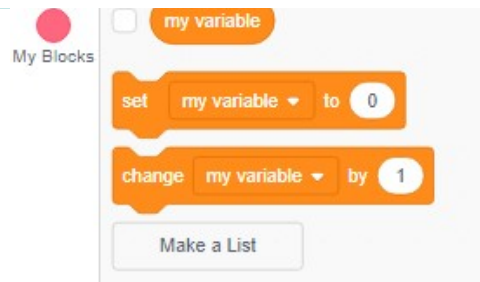 my variable
My Blocks
set my variable to 0
change my variable by 1
Make a List